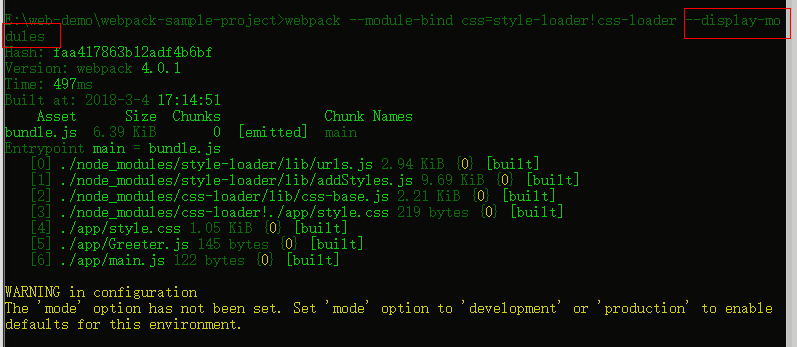 E:\web-demo\webpack-sample-project>webpack --module-bind css=style-loader!css-loader --display-mo
dules
Hash: faa417863b12adf4b6bf
Version: webpack 4.0.1
Time: 497ms
Built at: 2018-3-4 17:14:51
Asset Size Chunks Chunk Names
bundle.js 6.39 KiB 0 [emitted] main
Entrypoint main = bundle.js
[0] ./node_modules/style-loader/lib/urls.js 2.94 KiB {0} [built]
[1] ./node_modules/style-loader/lib/addStyles.js 9.69 KiB {0} [built]
[2] ./node_modules/css-loader/lib/css-base.js 2.21 KiB {0} [built]
[3] ./node_modules/css-loader!./app/style.css 219 bytes {0} [built]
[4] ./app/style.css 1.05 KiB {0} [built]
[5] ./app/Greeter.js 145 bytes {0} [built]
[6] ./app/main.js 122 bytes {0} [built]
WARNING in configuration
The 'mode' option has not been set. Set 'mode' option to 'development' or 'production' to enable
defaults for this environment.